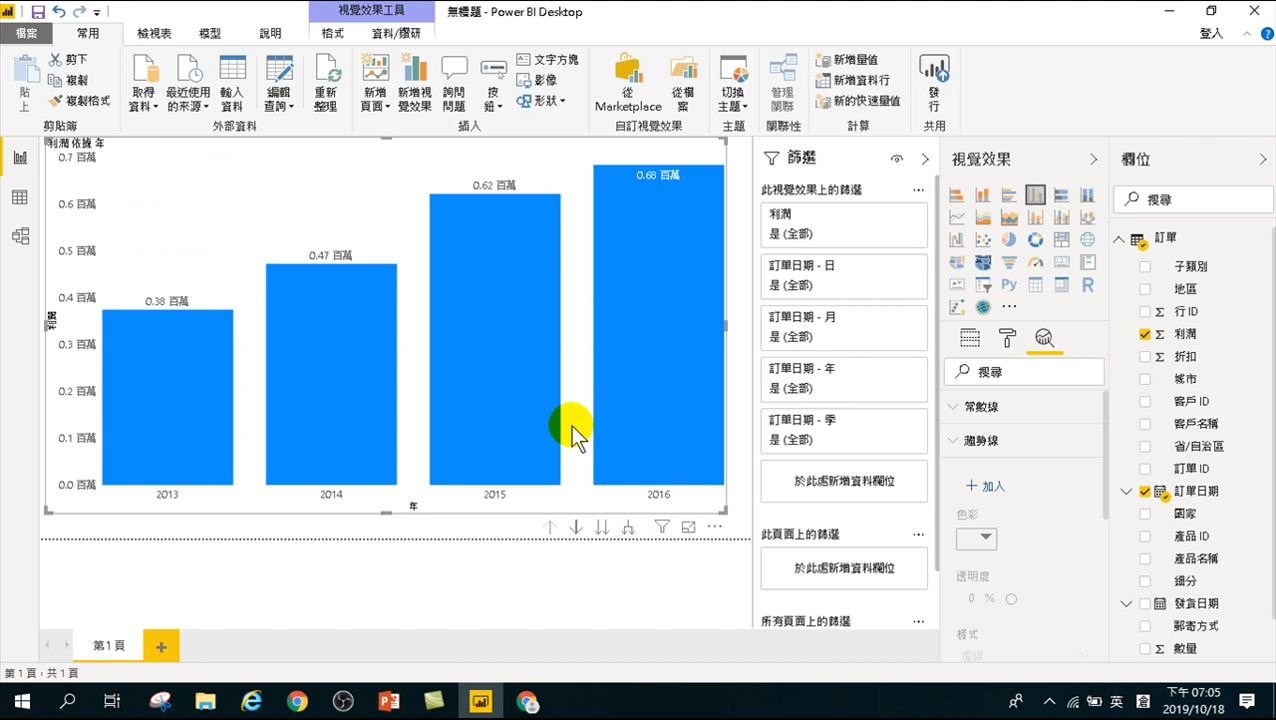 視覺效果工具
無標題 - Power BI Desktop
檔案
常用
檢視表
模型
說明
格式
資料/鑽研
登入
貼上
剪下
複製
複製格式
剪貼簿
取得資料
最近使用的來源
輸入資料
編輯查詢
重新整理
外部資料
新增頁面
新增視覺效果
詢問問題
按鈕
文字方塊
影像
形狀
插入
從 Marketplace
從檔案
自訂視覺效果
切換主題
主題
管理關聯
關聯性
新增量值
新增資料行
新的快速量值
計算
發行
共用
利潤 依據 年
0.7 百萬
0.6 百萬
0.5 百萬
0.4 百萬
0.3 百萬
0.2 百萬
0.1 百萬
0.0 百萬
利潤
0.38 百萬
0.47 百萬
0.62 百萬
0.68 百萬
2013
2014
2015
2016
年
篩選
此視覺效果上的篩選
利潤
是 (全部)
訂單日期 - 日
是 (全部)
訂單日期 - 月
是 (全部)
訂單日期 - 年
是 (全部)
訂單日期 - 季
是 (全部)
於此處新增資料欄位
此頁面上的篩選
於此處新增資料欄位
所有頁面上的篩選
視覺效果
Py
R
搜尋
常數線
趨勢線
加入
色彩
透明度
0 %
樣式
虛線
欄位
搜尋
訂單
子類別
地區
行 ID
利潤
折扣
城市
客戶 ID
客戶名稱
省/自治區
訂單 ID
訂單日期
國家
產品 ID
產品名稱
細分
發貨日期
郵寄方式
數量
第 1 頁
第 1 頁，共 1 頁
英
下午 07:05
2019/10/18